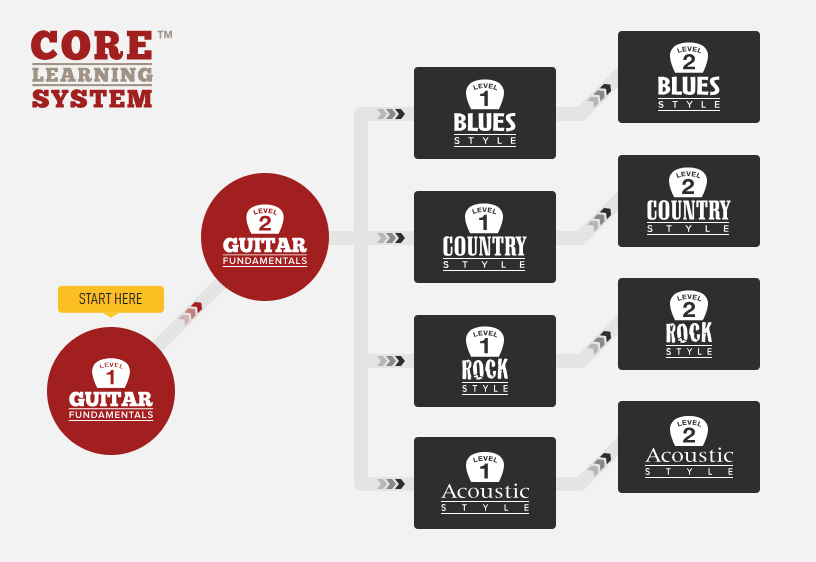 CORE ™
LEARNING
SYSTEM
START HERE
LEVEL
1
GUITAR
FUNDAMENTALS
LEVEL
2
GUITAR
FUNDAMENTALS
LEVEL
1
BLUES
STYLE
LEVEL
2
BLUES
STYLE
LEVEL
1
COUNTRY
STYLE
LEVEL
2
COUNTRY
STYLE
LEVEL
1
ROCK
STYLE
LEVEL
2
ROCK
STYLE
LEVEL
1
Acoustic
STYLE
LEVEL
2
Acoustic
STYLE